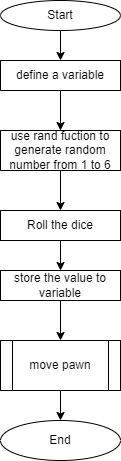 Start
define a variable
use rand fuction to
generate random
number from 1 to 6
Roll the dice
store the value to
variable
move pawn
End